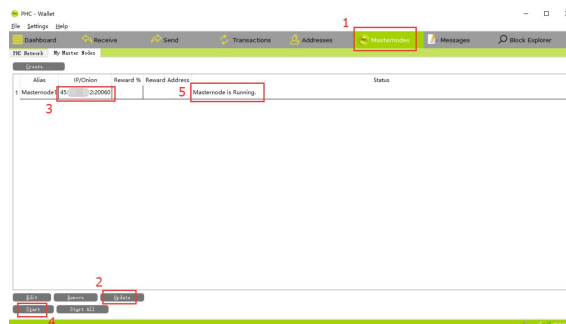 PHC - Wallet
File Settings Help
1
Dashboard Receive Send Transactions Addresses Masternodes Messages Block Explorer
PHC Network My Master Nodes
Create
Alias IP/Onion Reward % Reward Address Status
1 Masternode1 45 2:20060 5 Masternode is Running.
3
2
Edit Remove Update
Start Start All
4